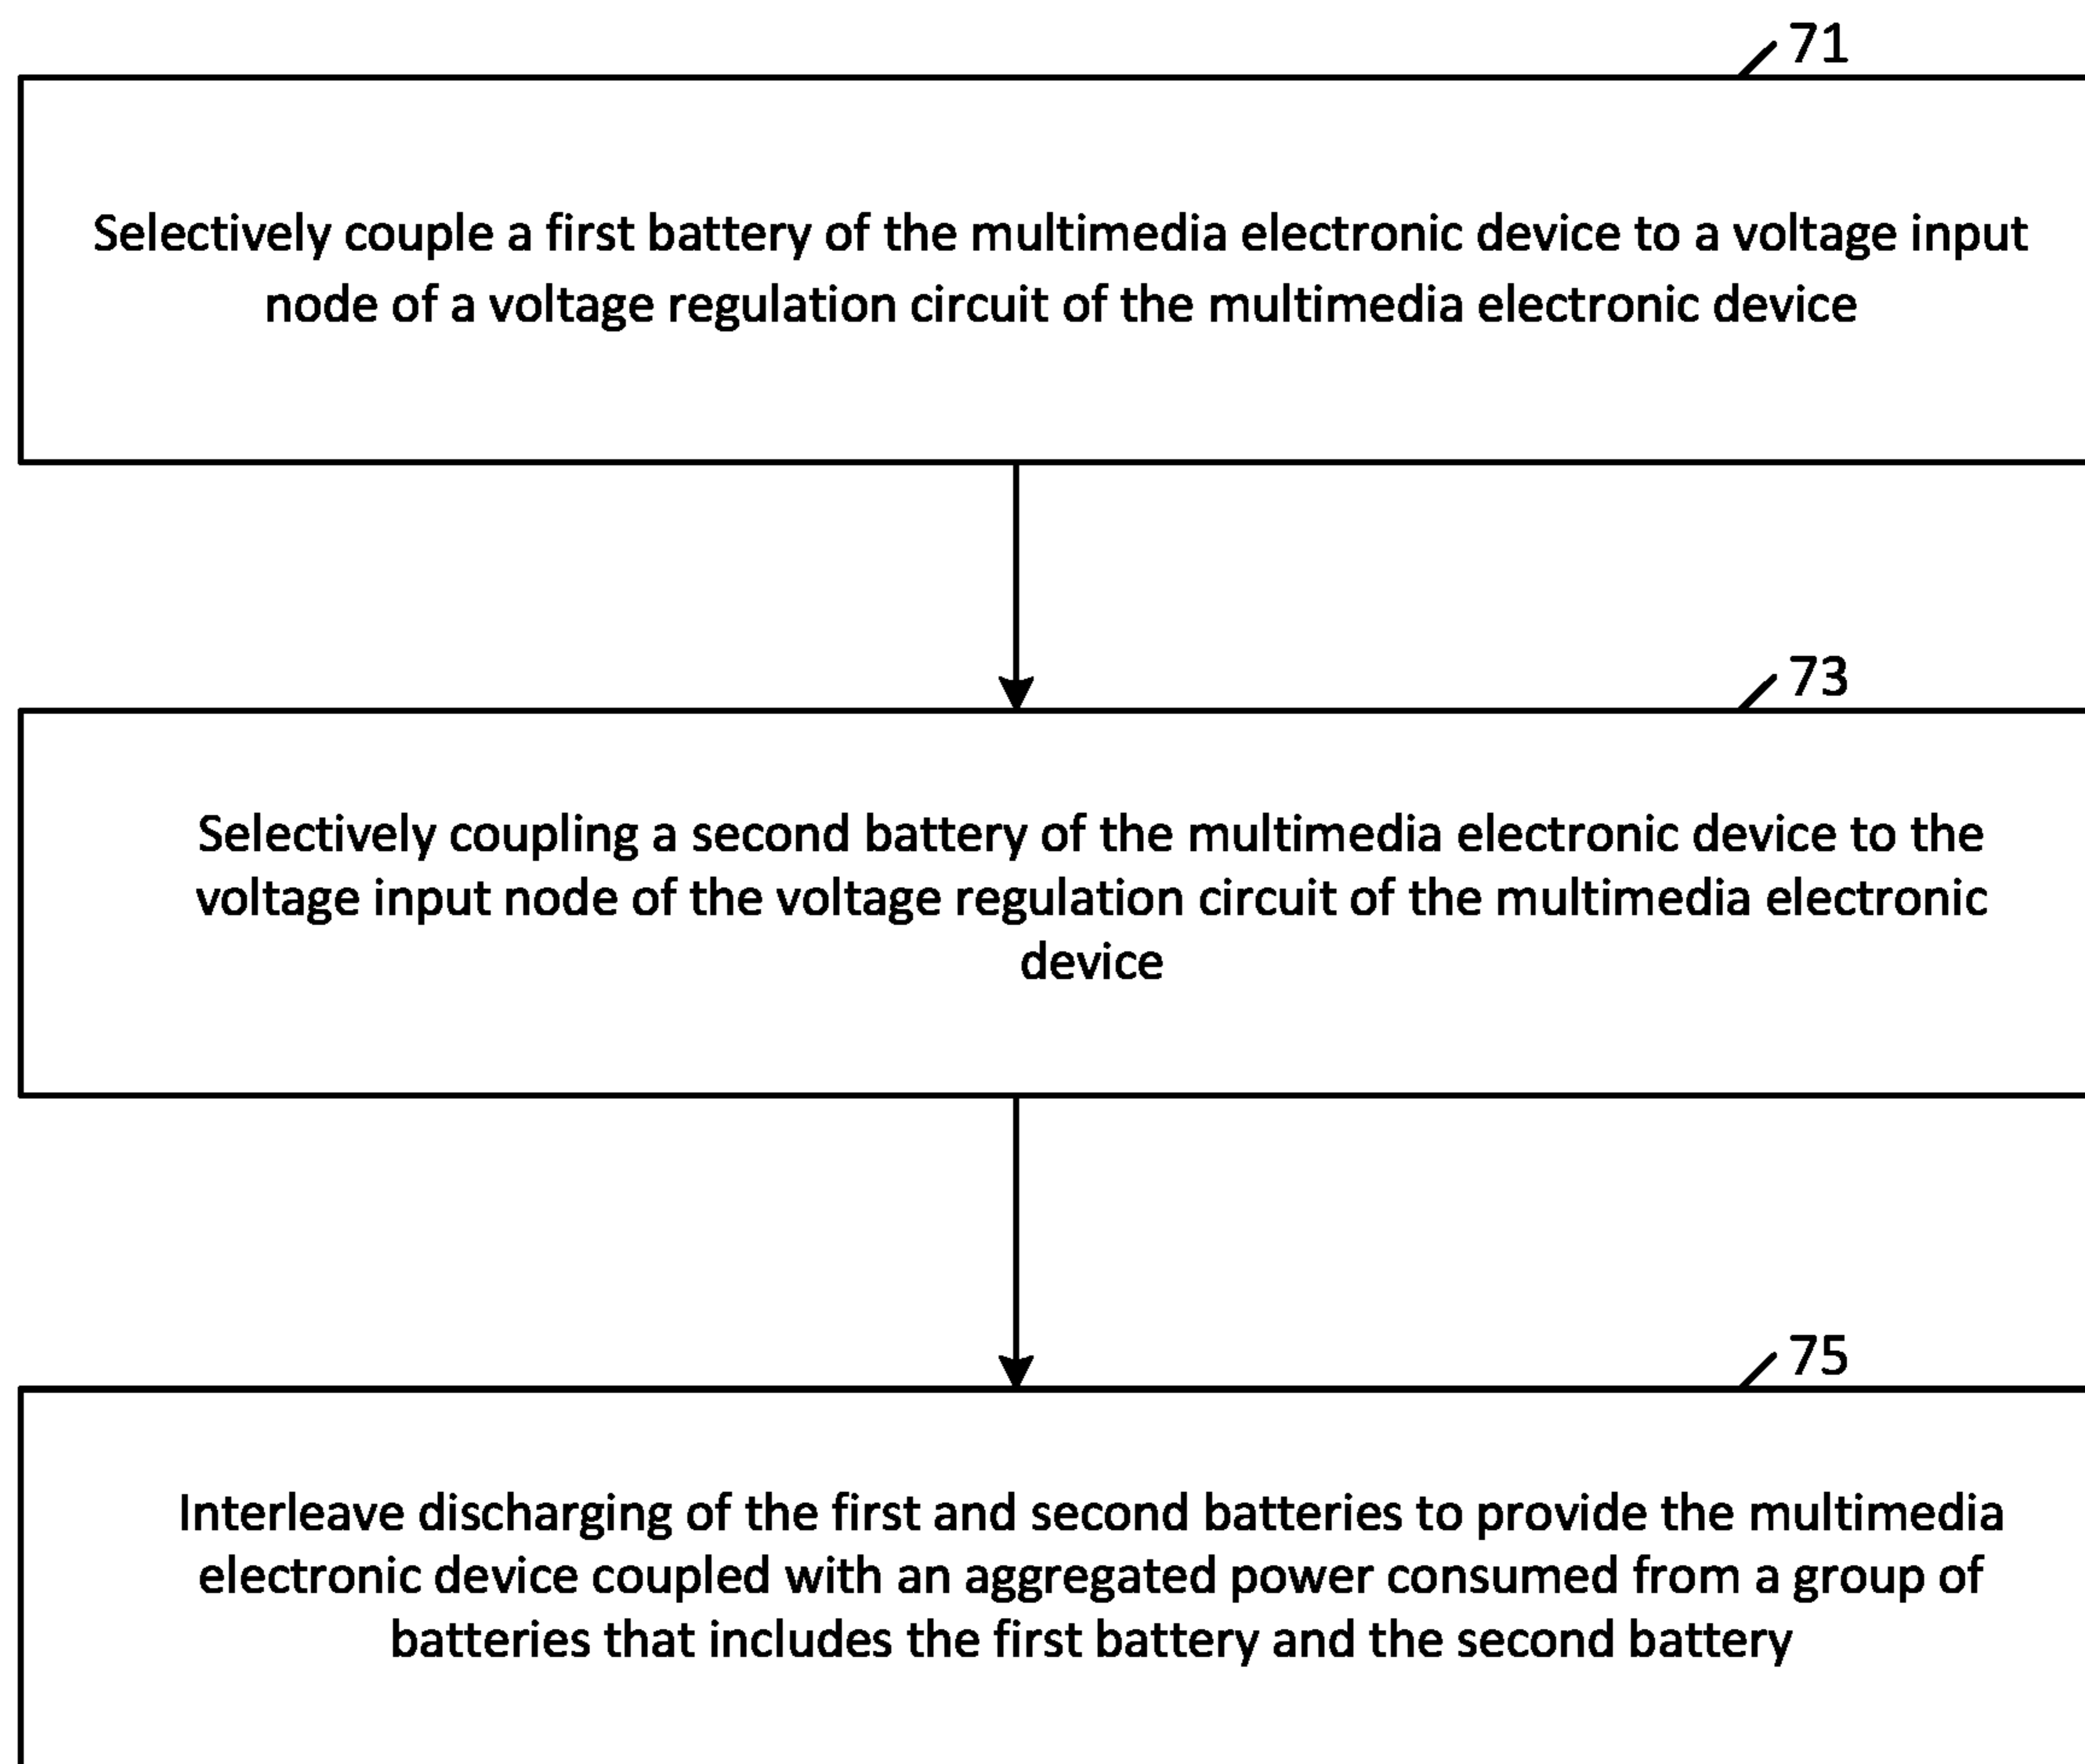 71
Selectively couple a first battery of the multimedia electronic device to a voltage input
node of a voltage regulation circuit of the multimedia electronic device
73
Selectively coupling a second battery of the multimedia electronic device to the
voltage input node of the voltage regulation circuit of the multimedia electronic
device
75
Interleave discharging of the first and second batteries to provide the multimedia
electronic device coupled with an aggregated power consumed from a group of
batteries that includes the first battery and the second battery